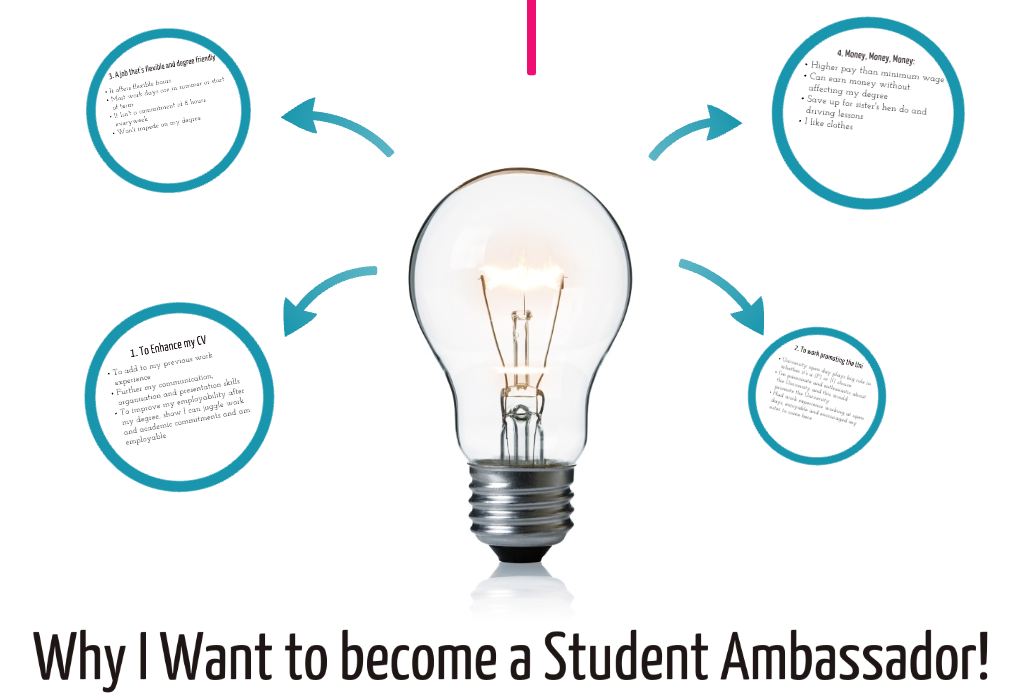 3. A job that's flexible and degree friendly
• It offers flexible hours
• Most work days are in summer or start
of term
• It isn't a commitment of 8 hours
everyweek
• Won't impede on my degree
4. Money, Money, Money:
• Higher pay than minimum wage
• Can earn money without
affecting my degree
• Save up for sister's hen do and
driving lessons
• I like clothes
1. To Enhance my CV
• To add to my previous work
experience
• Further my communication,
organisation and presentation skills
• To improve my employability after
my degree, show I can juggle work
and academic commitments and am
employable
2. To work promoting the Uni
• University open day plays big role in
whether it's a (F) or (I) choice
• I'm passionate and enthusiastic about
the University and this would
promote the University
• Had work experience working at open
days, enjoyable and encouraged my
sister to come here
Why I Want to become a Student Ambassador!